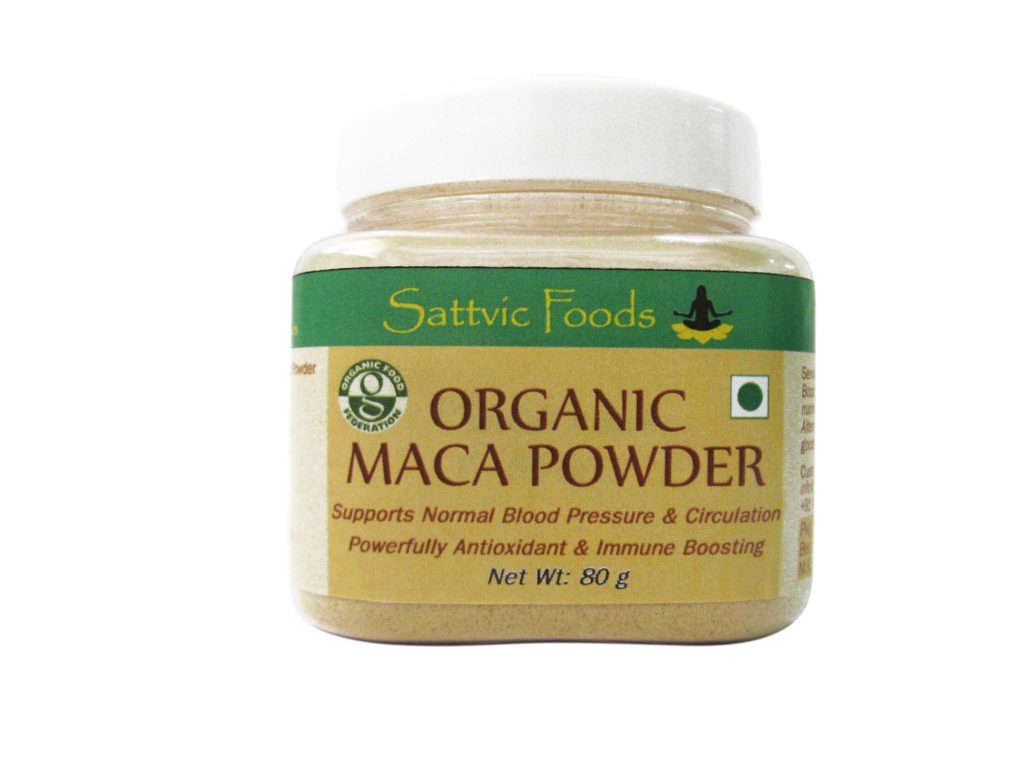 Sattvic Foods
ORGANIC FOOD
FEDERATION
ORGANIC
MACA POWDER
Supports Normal Blood Pressure & Circulation
Powerfully Antioxidant & Immune Boosting
Net Wt: 80 g